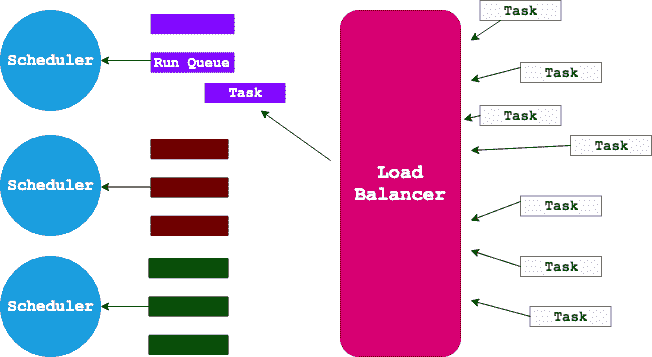 Scheduler
Run Queue
Task
Scheduler
Scheduler
Load
Balancer
Task
Task
Task
Task
Task
Task
Task